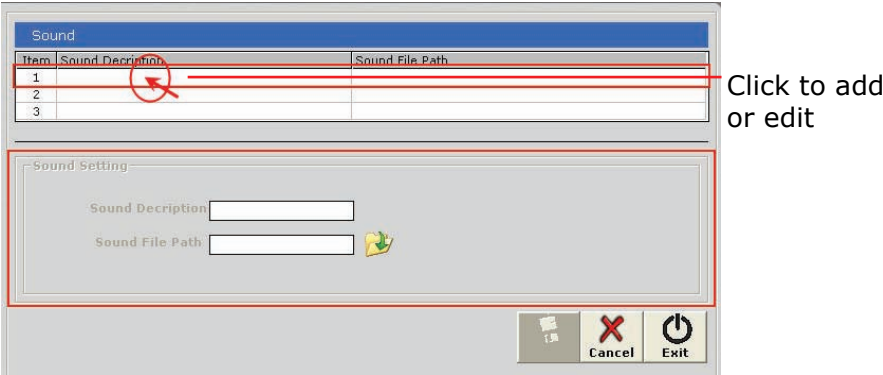 Sound
Item Sound Decription Sound File Path
1
2
3
Click to add
or edit
Sound Setting
Sound Decription
Sound File Path
Cancel Exit